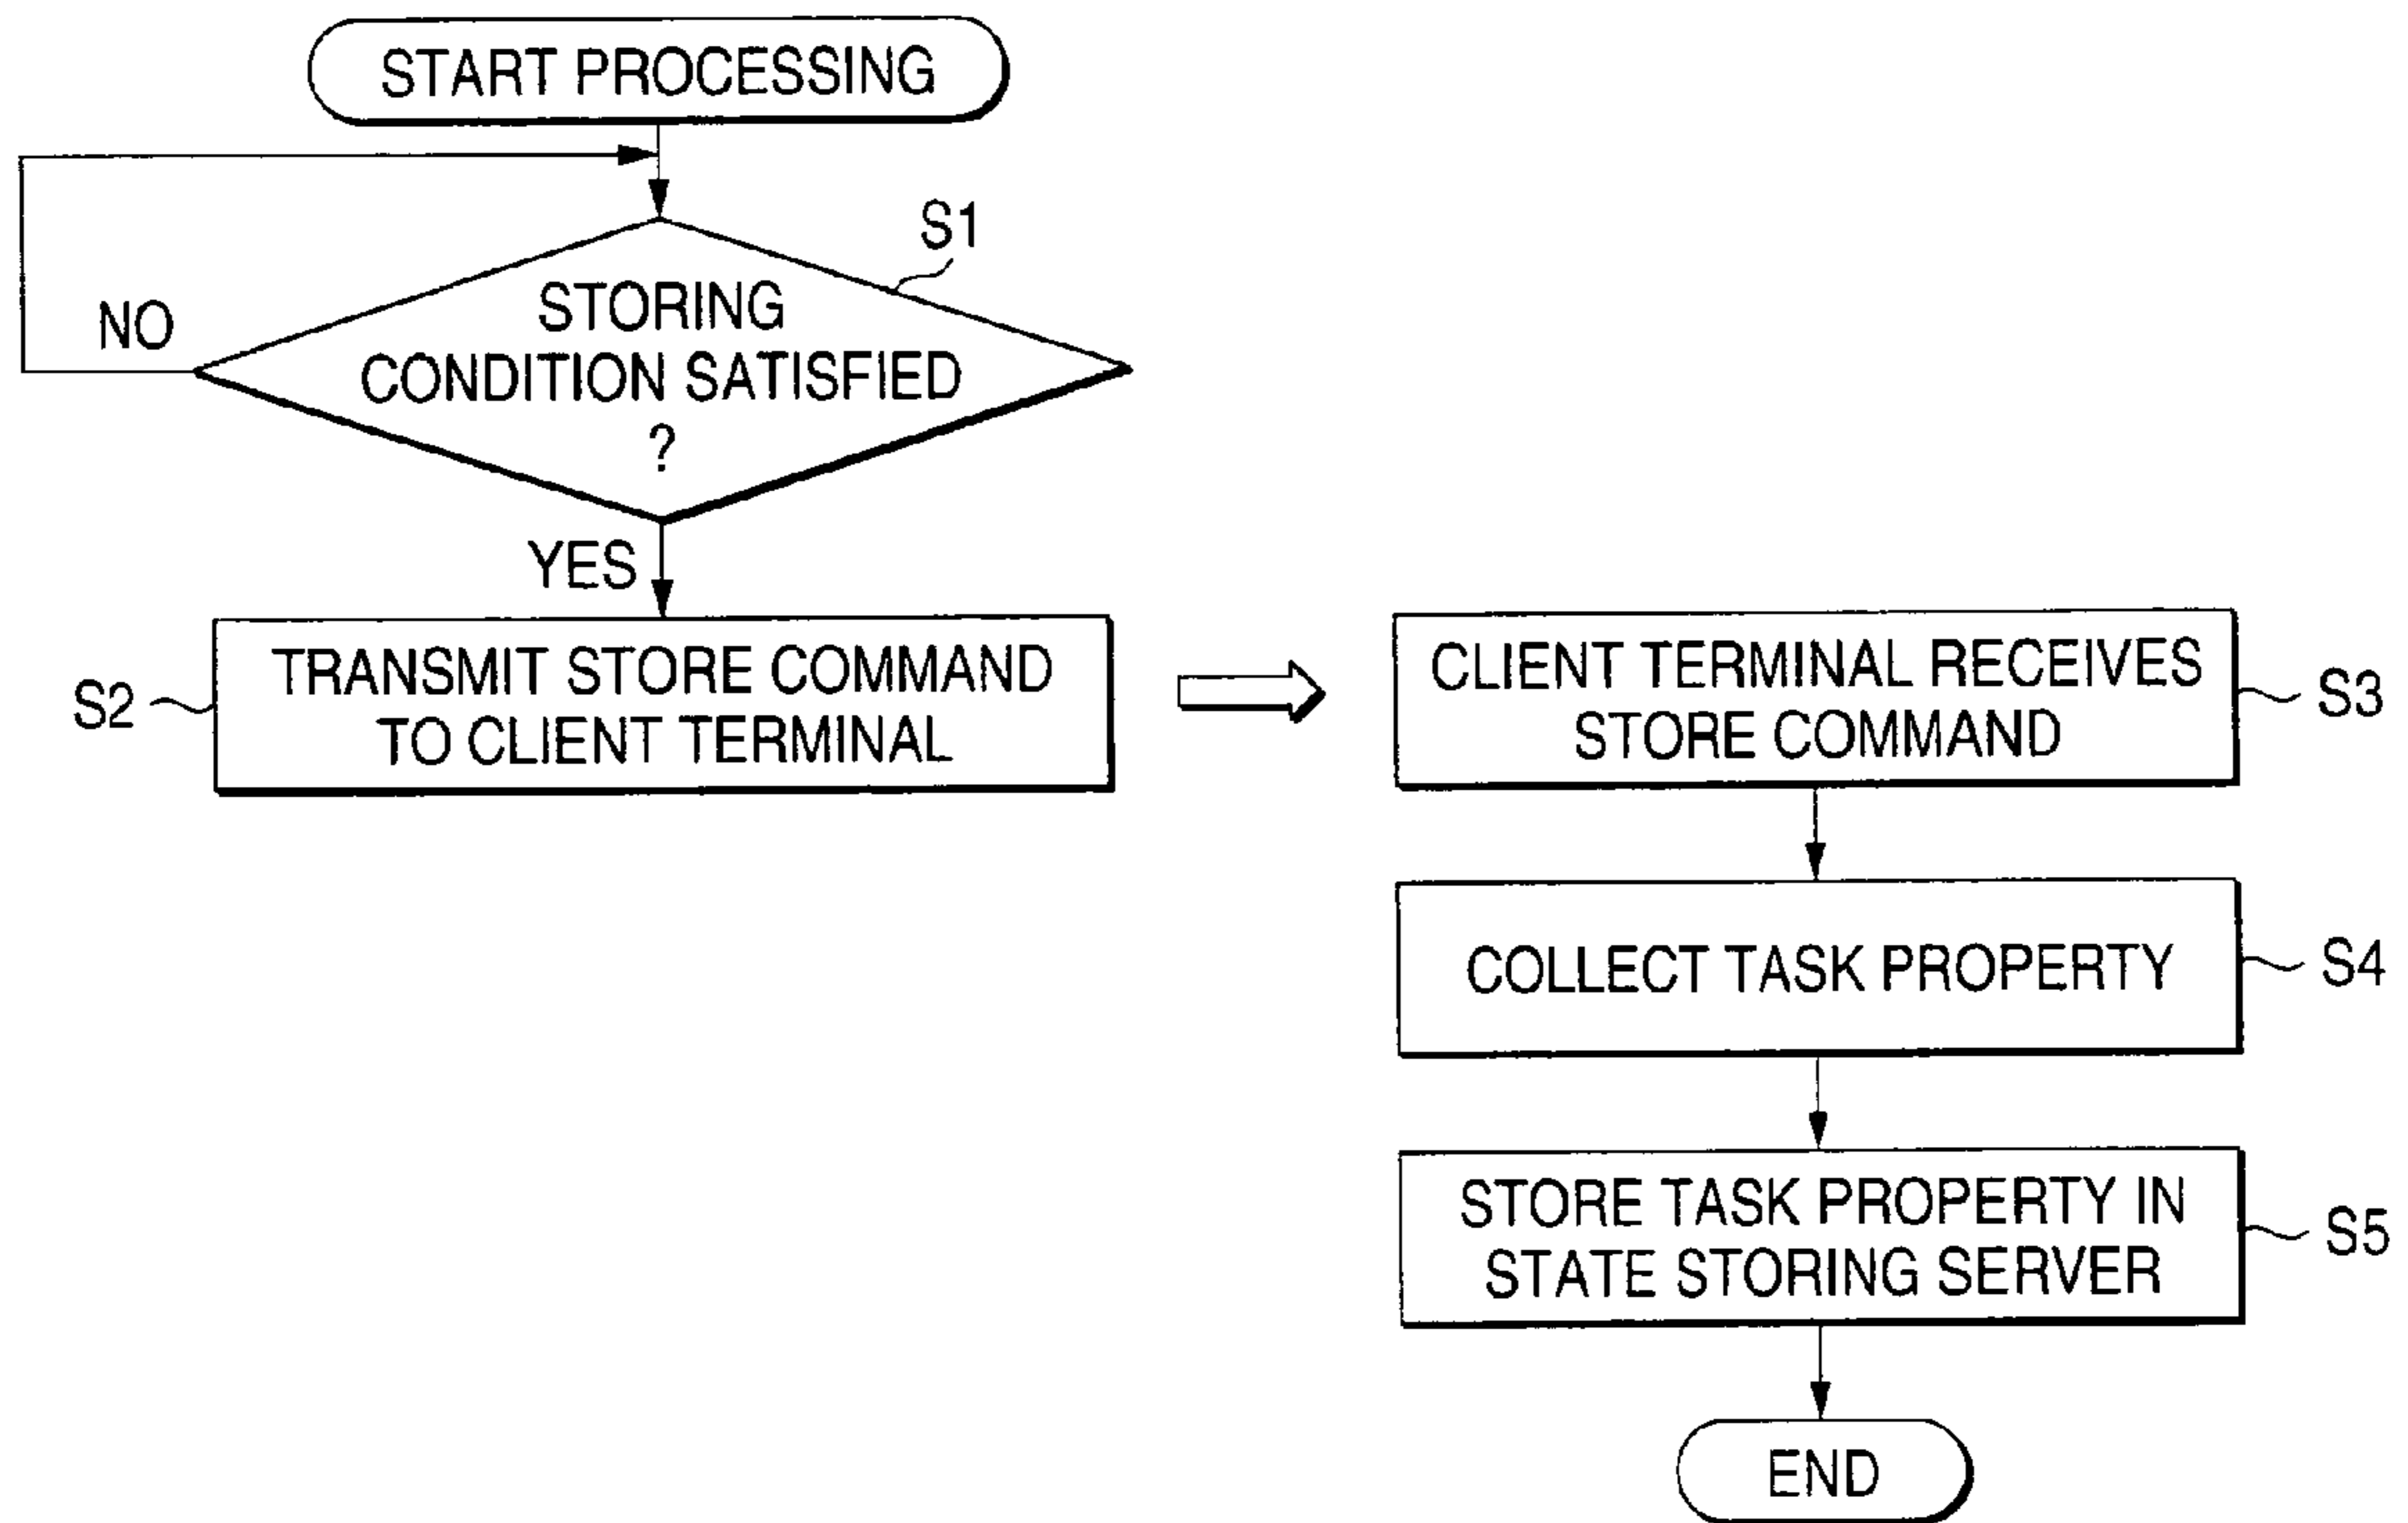 START PROCESSING
S1
STORING
CONDITION SATISFIED
?
NO
YES
S2
TRANSMIT STORE COMMAND
TO CLIENT TERMINAL
CLIENT TERMINAL RECEIVES
STORE COMMAND
S3
COLLECT TASK PROPERTY
S4
STORE TASK PROPERTY IN
STATE STORING SERVER
S5
END